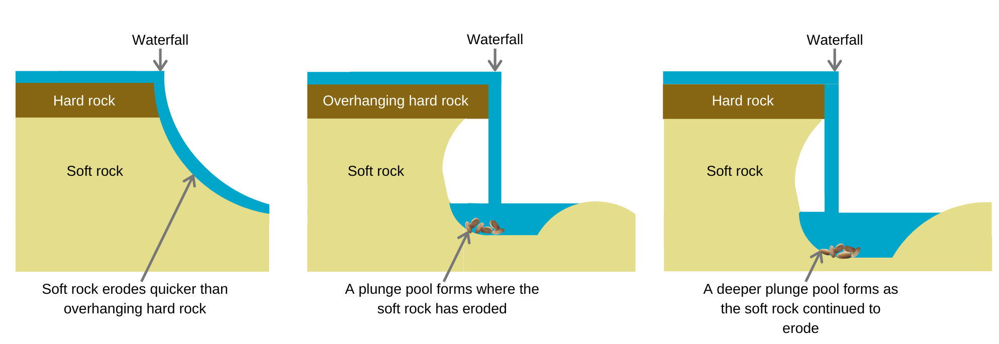 Waterfall
Hard rock
Soft rock
Soft rock erodes quicker than
overhanging hard rock
Waterfall
Overhanging hard rock
Soft rock
A plunge pool forms where the
soft rock has eroded
Waterfall
Hard rock
Soft rock
A deeper plunge pool forms as
the soft rock continued to
erode